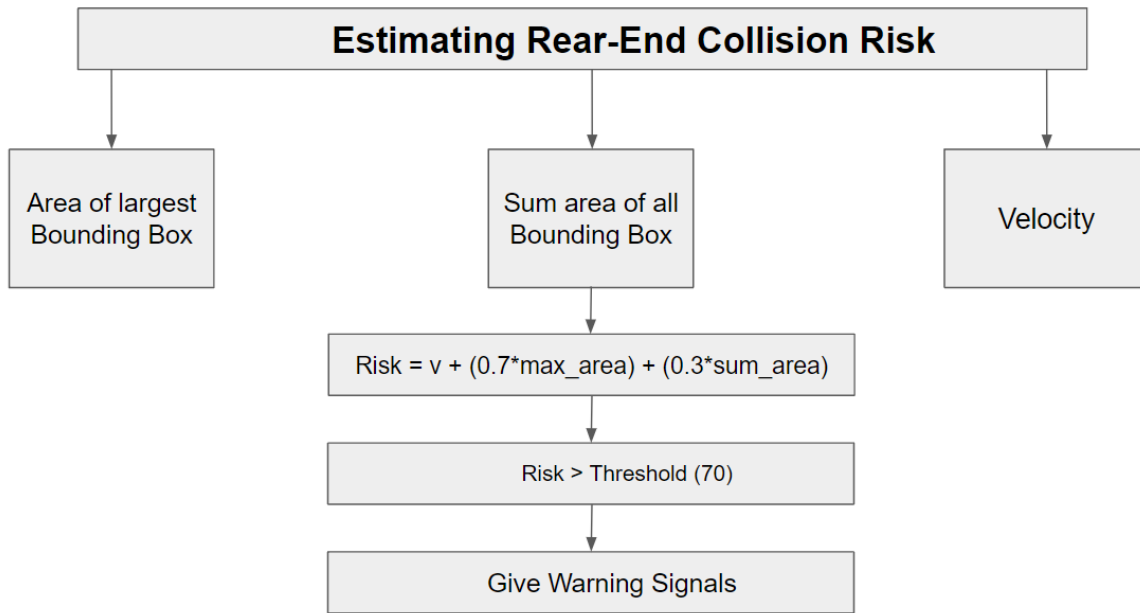 Estimating Rear-End Collision Risk
Area of largest
Bounding Box
Sum area of all
Bounding Box
Velocity
Risk = v + (0.7*max_area) + (0.3*sum_area)
Risk > Threshold (70)
Give Warning Signals